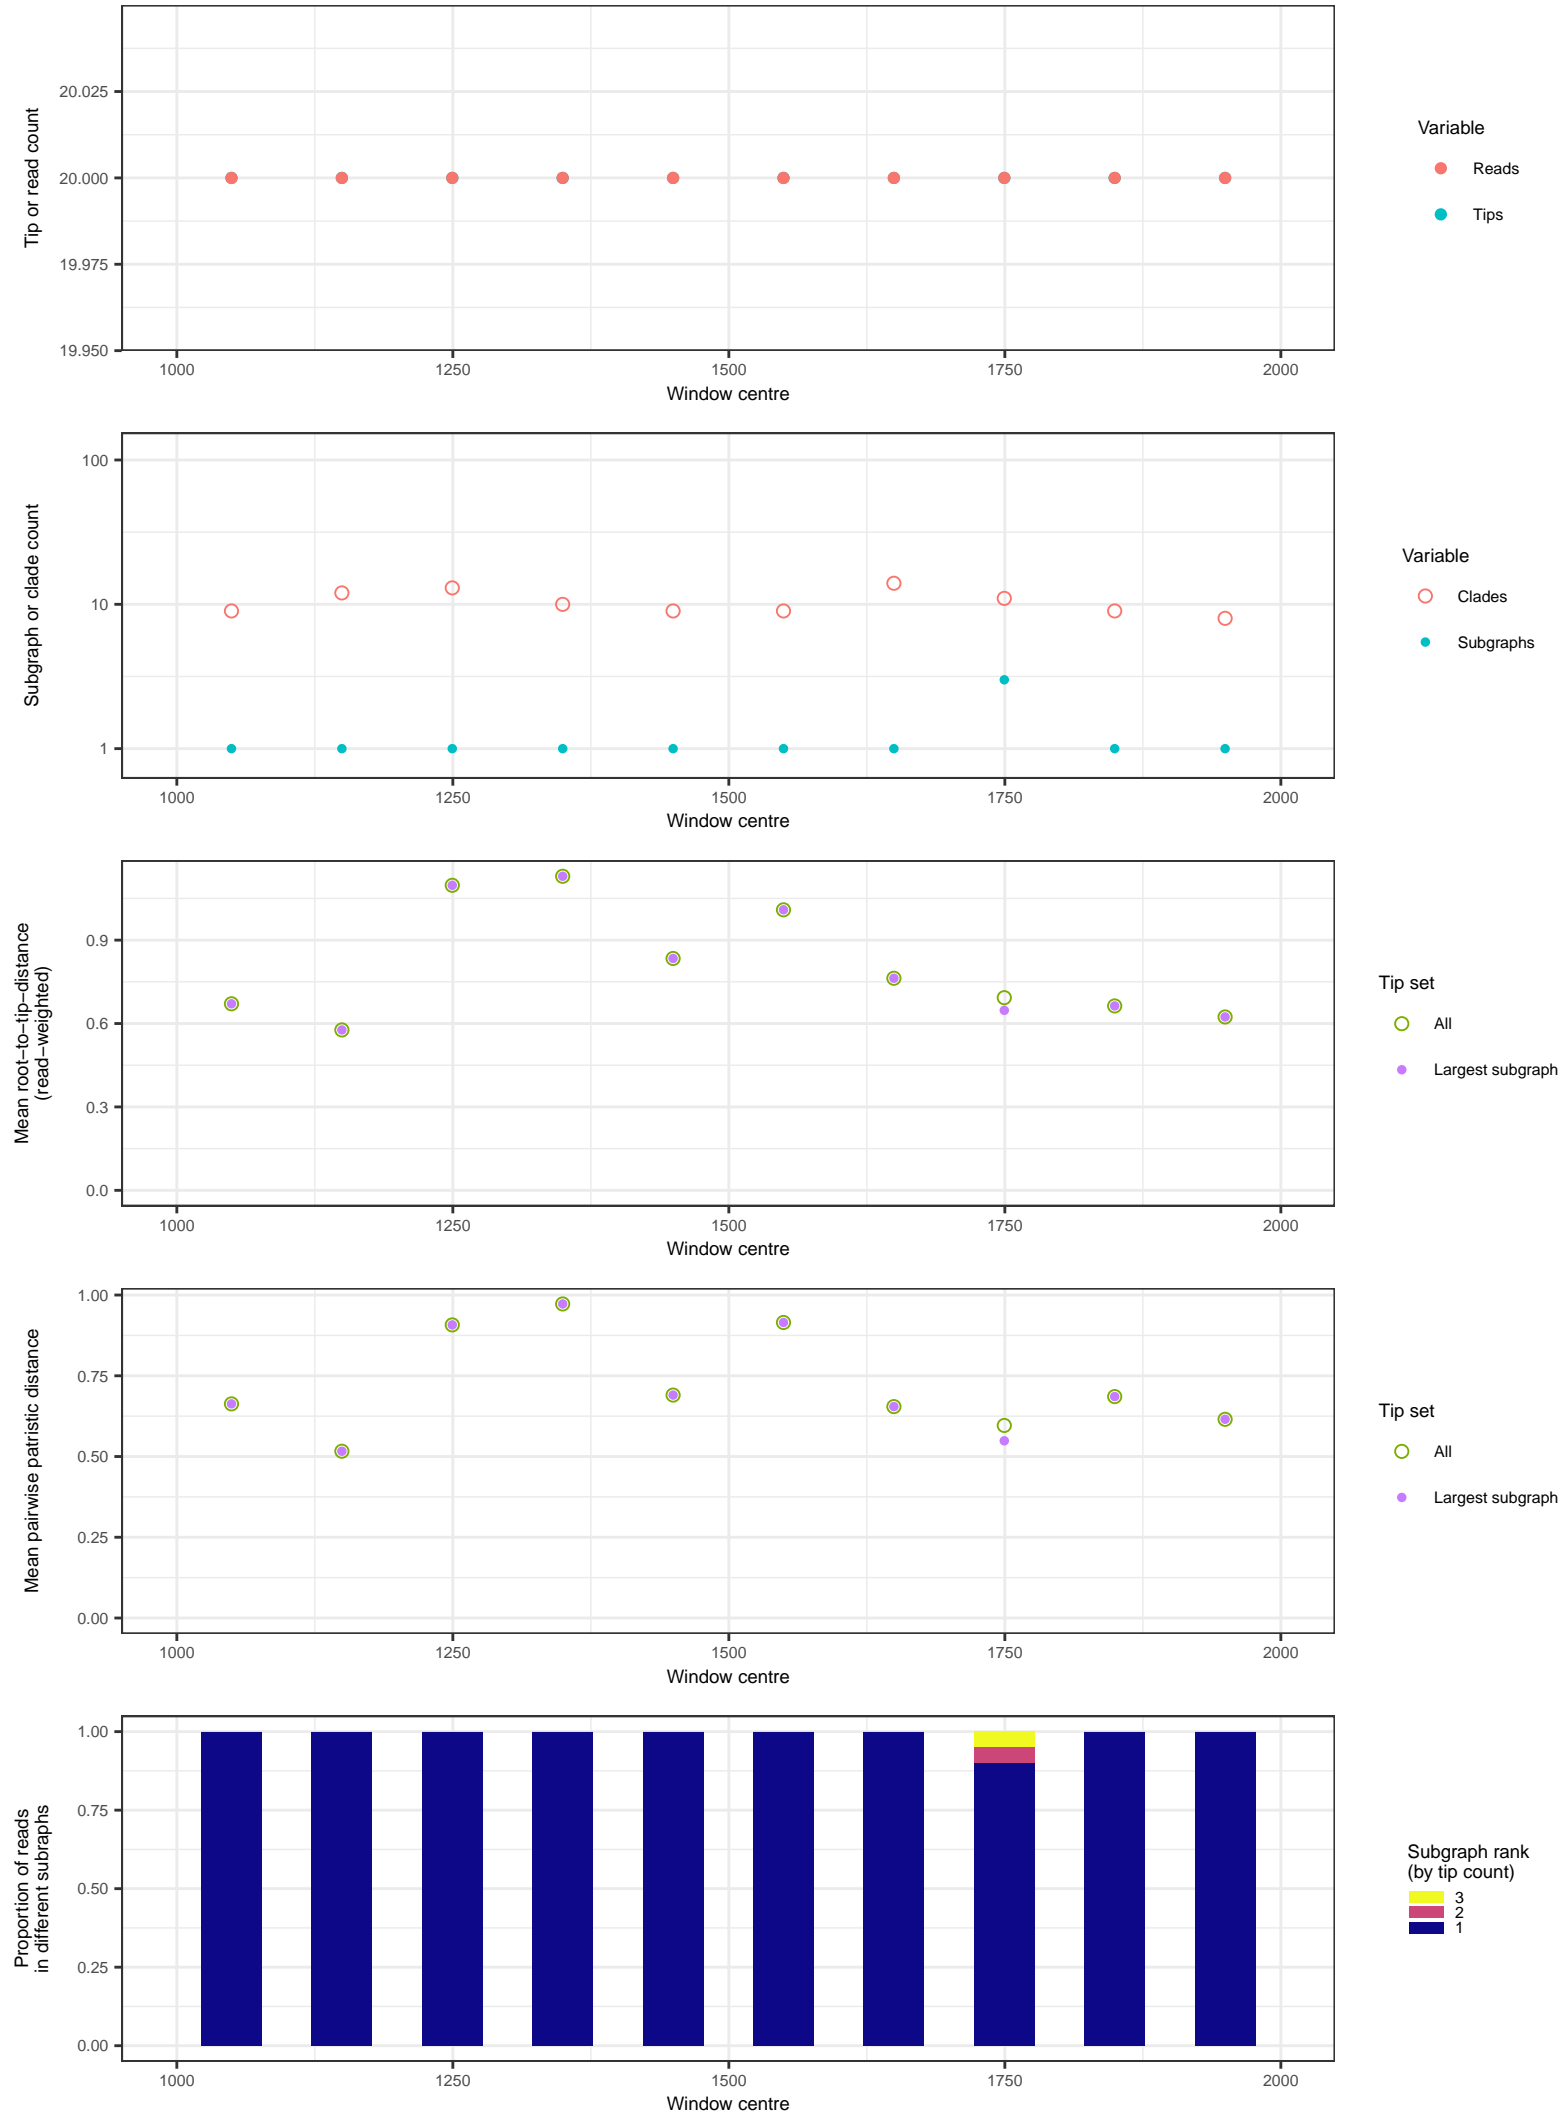 20.025
20.000
19.975
19.950
Tip or read count
1000 1250 1500 1750 2000
Window centre
Variable
Reads
Tips
100
10
1
Subgraph or clade count
1000 1250 1500 1750 2000
Window centre
Variable
Clades
Subgraphs
0.9
0.6
0.3
0.0
Mean root−to−tip−distance
(read−weighted)
1000 1250 1500 1750 2000
Window centre
Tip set
All
Largest subgraph
1.00
0.75
0.50
0.25
0.00
Mean pairwise patristic distance
1000 1250 1500 1750 2000
Window centre
Tip set
All
Largest subgraph
1.00
0.75
0.50
0.25
0.00
Proportion of reads
in different subraphs
1000 1250 1500 1750 2000
Window centre
Subgraph rank
(by tip count)
3
2
1